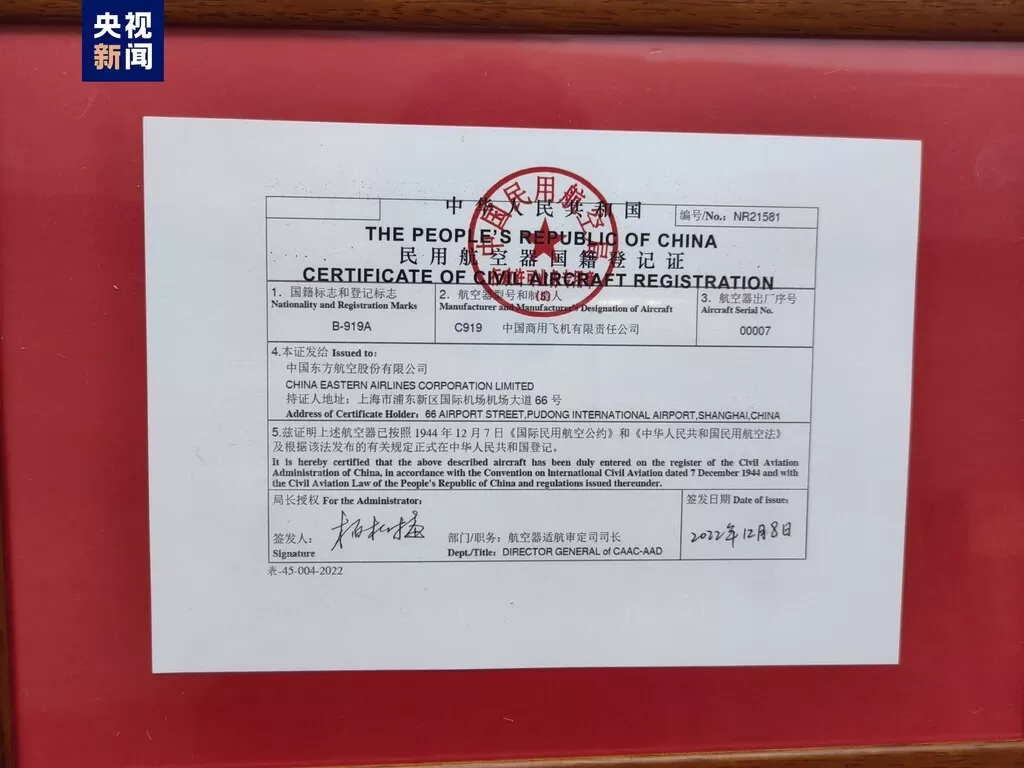 央视
新闻
中国民用航空局
(5)
中华人民共和国
编号/No.: NR21581
THE PEOPLE'S REPUBLIC OF CHINA
民用航空器国籍登记证
CERTIFICATE OF CIVIL AIRCRAFT REGISTRATION
1. 国籍标志和登记标志
Nationality and Registration Marks
B-919A
2. 航空器型号和制造人
Manufacturer and Manufacturer's Designation of Aircraft
C919 中国商用飞机有限责任公司
3. 航空器出厂序号
Aircraft Serial No.
00007
4.本证发给 Issued to:
中国东方航空股份有限公司
CHINA EASTERN AIRLINES CORPORATION LIMITED
持证人地址: 上海市浦东新区国际机场机场大道 66 号
Address of Certificate Holder: 66 AIRPORT STREET,PUDONG INTERNATIONAL AIRPORT,SHANGHAI,CHINA
5.兹证明上述航空器已按照 1944 年 12 月 7 日《国际民用航空公约》和《中华人民共和国民用航空法》
及根据该法发布的有关规定正式在中华人民共和国登记。
It is hereby certified that the above described aircraft has been duly entered on the register of the Civil Aviation
Administration of China, in accordance with the Convention on International Civil Aviation dated 7 December 1944 and with
the Civil Aviation Law of the People's Republic of China and regulations issued thereunder.
局长授权 For the Administrator:
签发人:
Signature
部门/职务: 航空器适航审定司司长
Dept./Title: DIRECTOR GENERAL of CAAC-AAD
签发日期 Date of issue:
2022年12月8日
表-45-004-2022